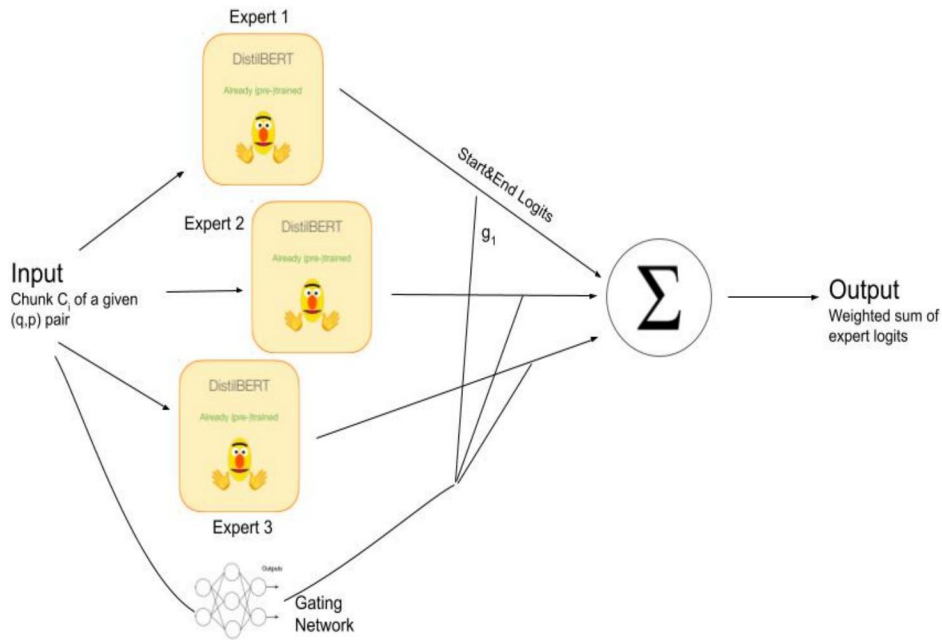 Expert 1
DistilBERT
Already (pre-)trained
Start&End Logits
Expert 2
DistilBERT
Already (pre-)trained
g1
Input
Chunk Ci of a given
(q,p) pair
Σ
Output
Weighted sum of
expert logits
DistilBERT
Already (pre-)trained
Expert 3
Outputs
Gating
Network